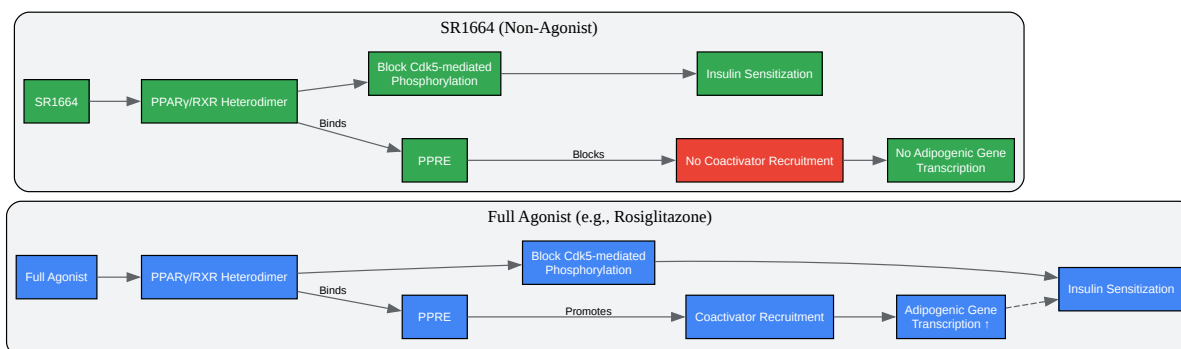 SR1664 (Non-Agonist)
Block Cdk5-mediated
Phosphorylation
Insulin Sensitization
SR1664
PPARγ/RXR Heterodimer
Binds
PPRE
Blocks
No Coactivator Recruitment
No Adipogenic Gene
Transcription
Full Agonist (e.g., Rosiglitazone)
Block Cdk5-mediated
Phosphorylation
Full Agonist
PPARγ/RXR Heterodimer
Insulin Sensitization
Binds
PPRE
Promotes
Coactivator Recruitment
Adipogenic Gene
Transcription ↑